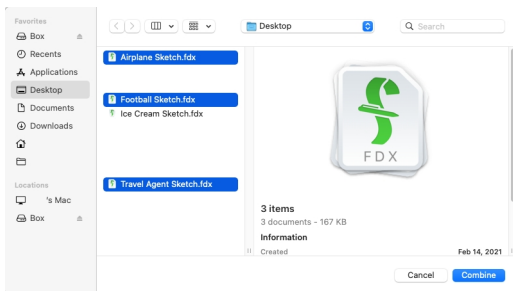 Favorites
Box
Recents
Applications
Desktop
Documents
Downloads
Locations
's Mac
Box
Desktop
Search
Airplane Sketch.fdx
Football Sketch.fdx
Ice Cream Sketch.fdx
Travel Agent Sketch.fdx
FDX
3 items
3 documents - 167 KB
Information
Created Feb 14, 2021
Cancel Combine